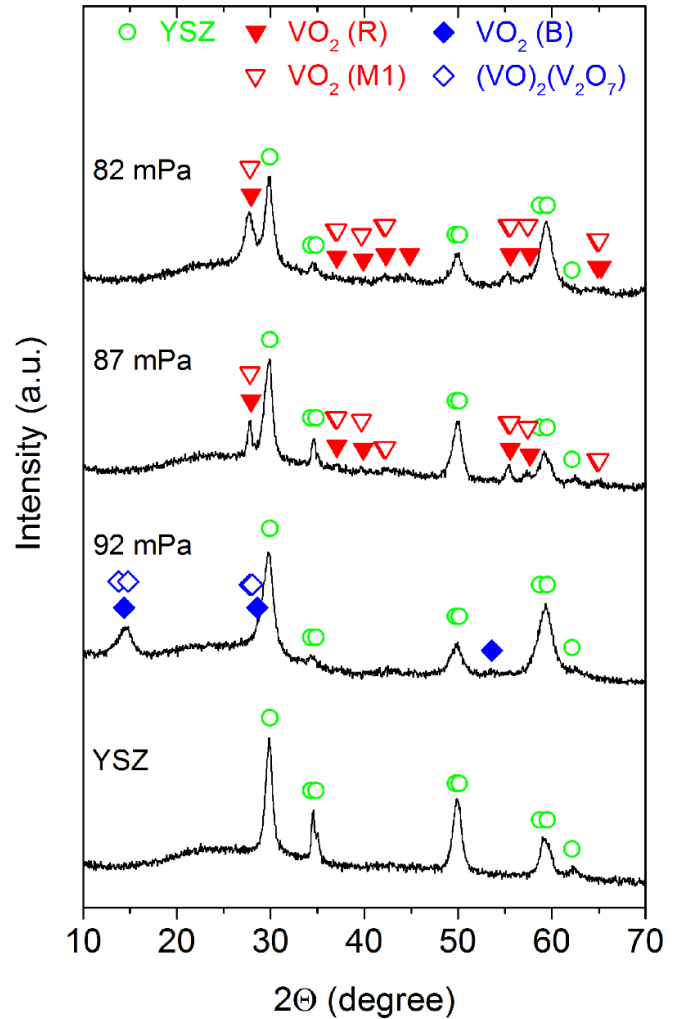 YSZ VO₂ (R) VO₂ (B)
VO₂ (M1) (VO)₂(V₂O₇)
82 mPa
87 mPa
92 mPa
YSZ
Intensity (a.u.)
10 20 30 40 50 60 70
2Θ (degree)